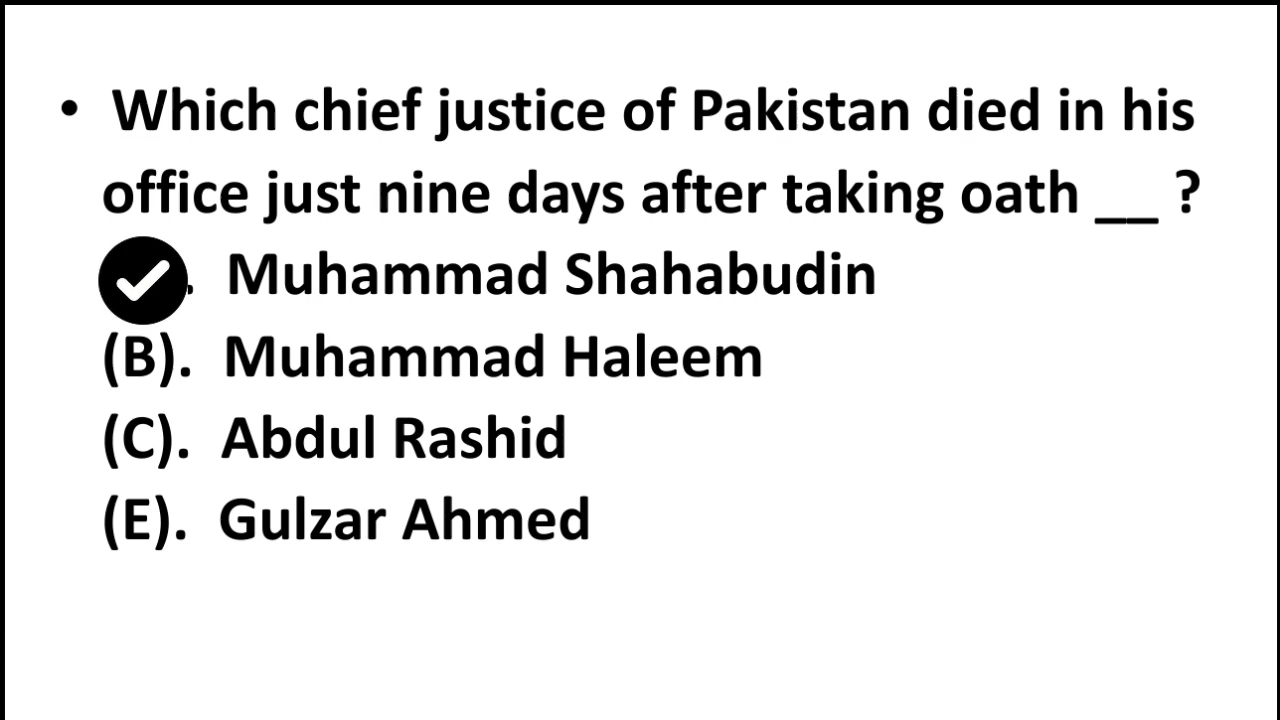 • Which chief justice of Pakistan died in his
office just nine days after taking oath __ ?
. Muhammad Shahabudin
(B). Muhammad Haleem
(C). Abdul Rashid
(E). Gulzar Ahmed